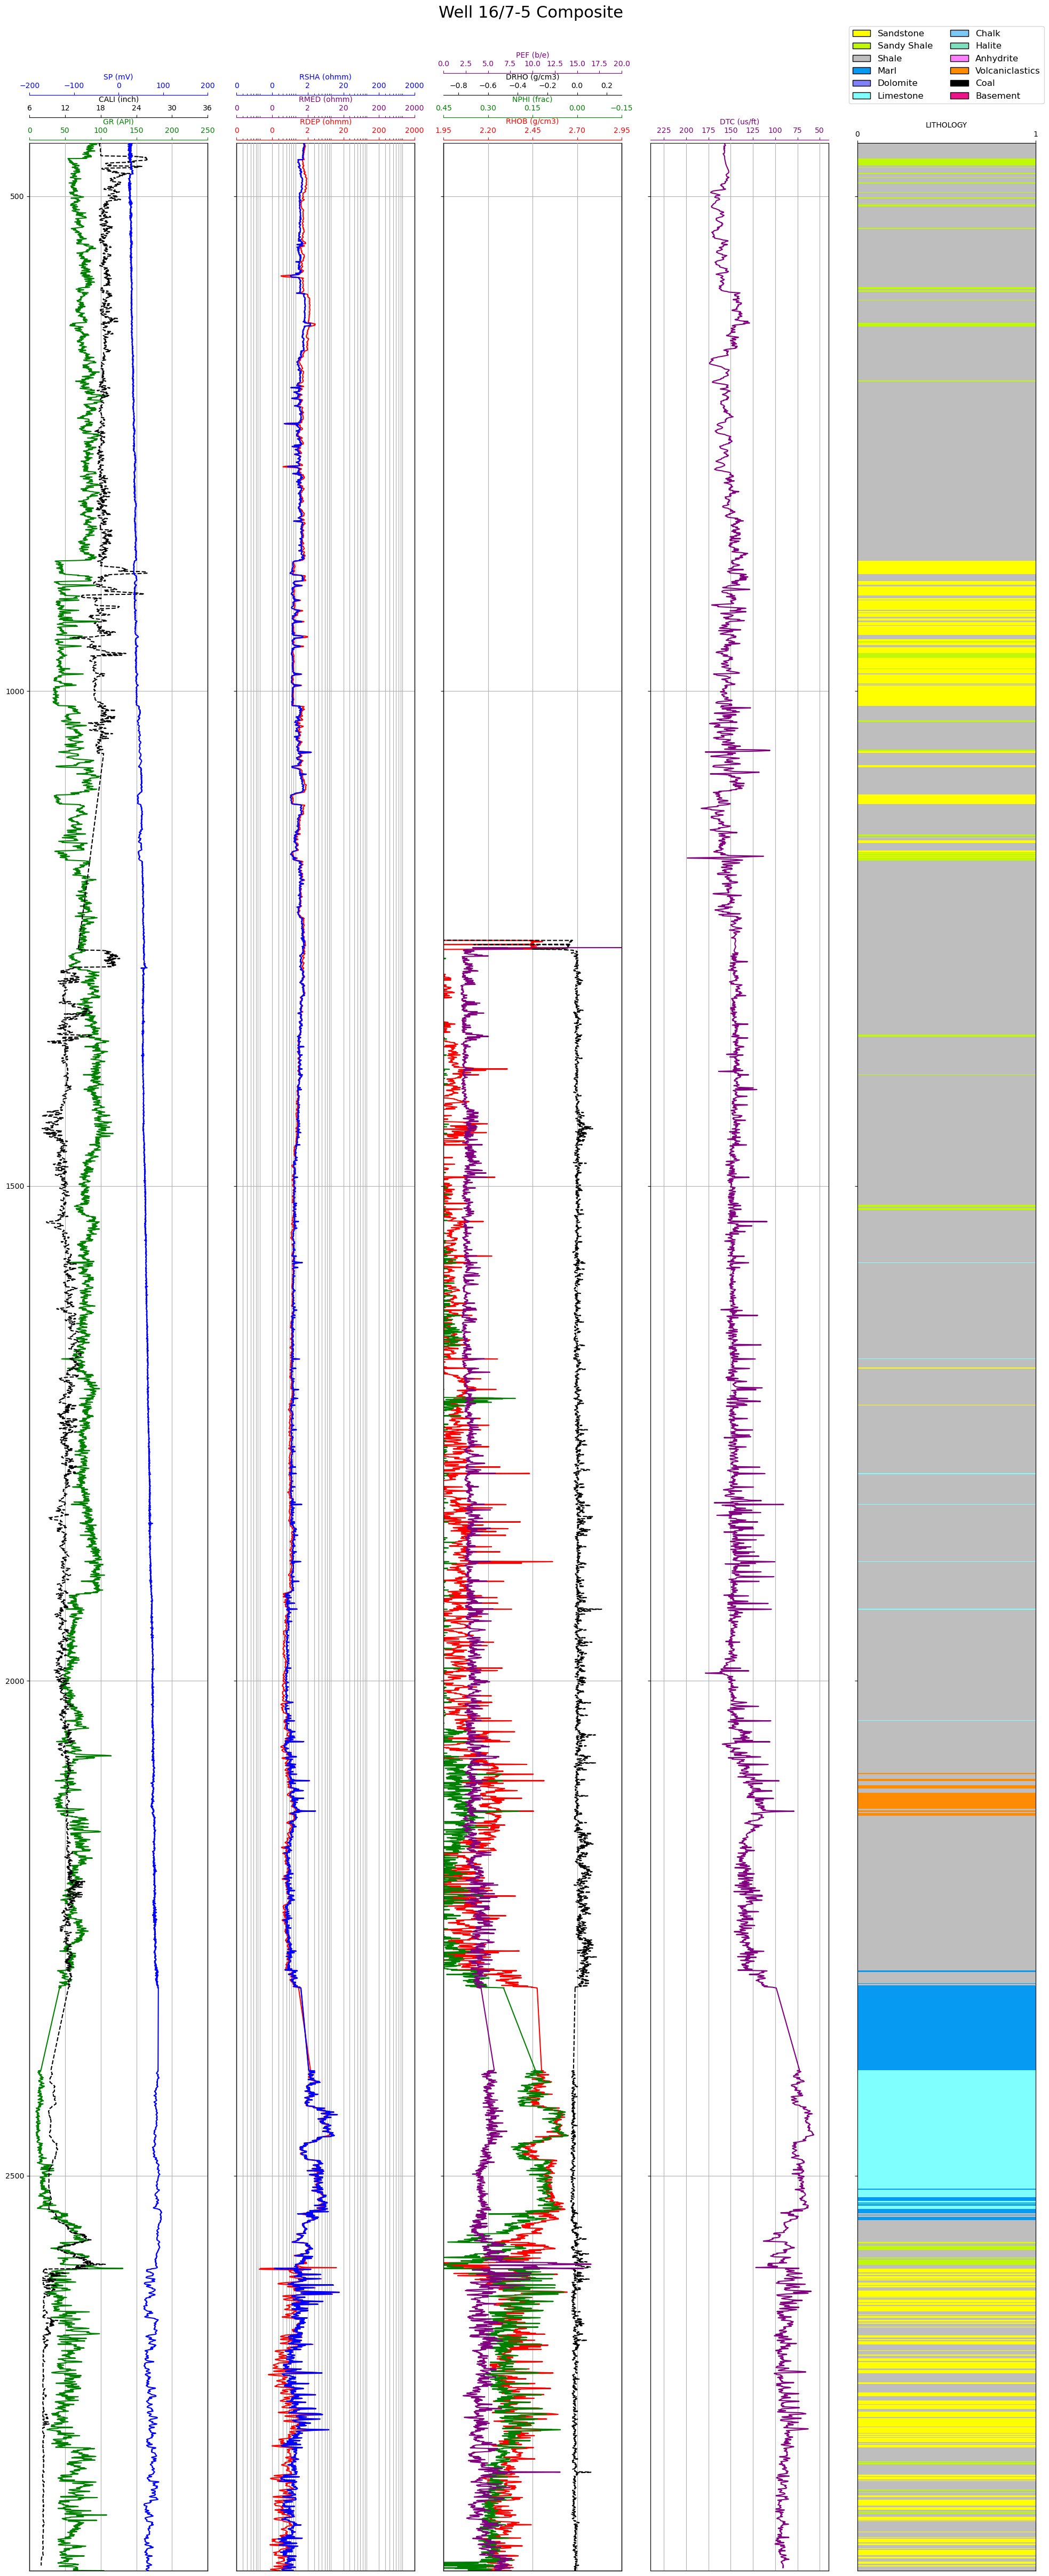 Well 16/7-5 Composite
Sandstone Chalk
Sandy Shale Halite
Shale Anhydrite
Marl Volcaniclastics
Dolomite Coal
Limestone Basement
PEF (b/e)
0.0 2.5 5.0 7.5 10.0 12.5 15.0 17.5 20.0
SP (mV) RSHA (ohmm) DRHO (g/cm3)
−200 −100 0 100 200 0 0 2 20 200 2000 −0.8 −0.6 −0.4 −0.2 0.0 0.2
CALI (inch) RMED (ohmm) NPHI (frac)
6 12 18 24 30 36 0 0 2 20 200 2000 0.45 0.30 0.15 0.00 −0.15
GR (API) RDEP (ohmm) RHOB (g/cm3) DTC (us/ft) LITHOLOGY
0 50 100 150 200 250 0 0 2 20 200 2000 1.95 2.20 2.45 2.70 2.95 225 200 175 150 125 100 75 50 0 1
500
1000
1500
2000
2500